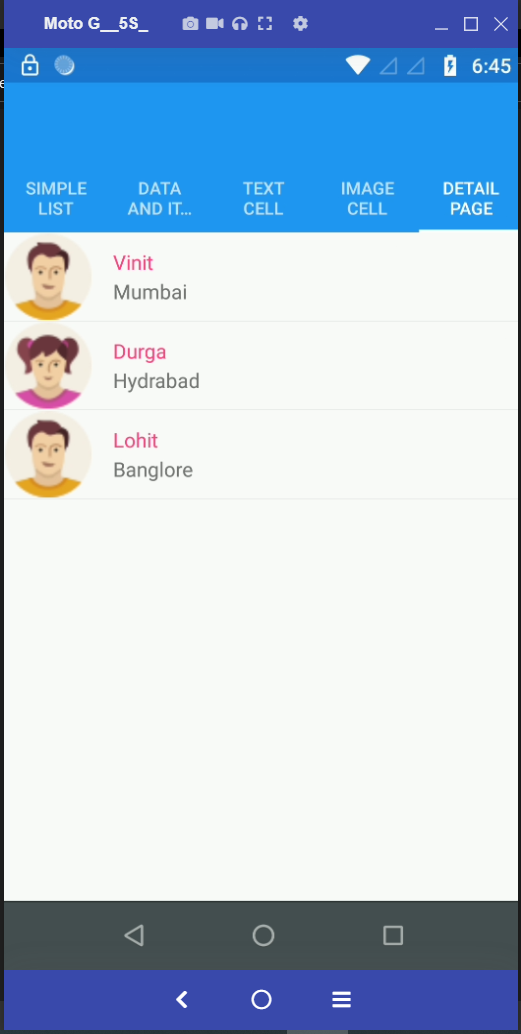 Moto G__5S_
6:45
SIMPLE
LIST
DATA
AND IT...
TEXT
CELL
IMAGE
CELL
DETAIL
PAGE
Vinit
Mumbai
Durga
Hydrabad
Lohit
Banglore